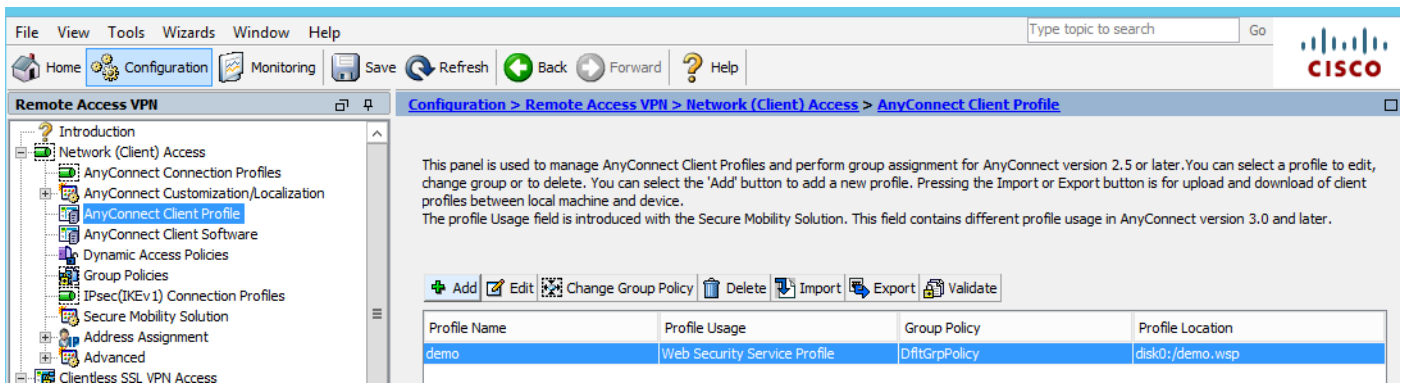 File View Tools Wizards Window Help
Type topic to search Go
Home Configuration Monitoring Save Refresh Back Forward Help
CISCO
Remote Access VPN
Introduction
Network (Client) Access
AnyConnect Connection Profiles
AnyConnect Customization/Localization
AnyConnect Client Profile
AnyConnect Client Software
Dynamic Access Policies
Group Policies
IPsec(IKEv1) Connection Profiles
Secure Mobility Solution
Address Assignment
Advanced
Clientless SSL VPN Access
Configuration > Remote Access VPN > Network (Client) Access > AnyConnect Client Profile
This panel is used to manage AnyConnect Client Profiles and perform group assignment for AnyConnect version 2.5 or later.You can select a profile to edit,
change group or to delete. You can select the 'Add' button to add a new profile. Pressing the Import or Export button is for upload and download of client
profiles between local machine and device.
The profile Usage field is introduced with the Secure Mobility Solution. This field contains different profile usage in AnyConnect version 3.0 and later.
Add Edit Change Group Policy Delete Import Export Validate
Profile Name Profile Usage Group Policy Profile Location
demo Web Security Service Profile DfltGrpPolicy disk0:/demo.wsp